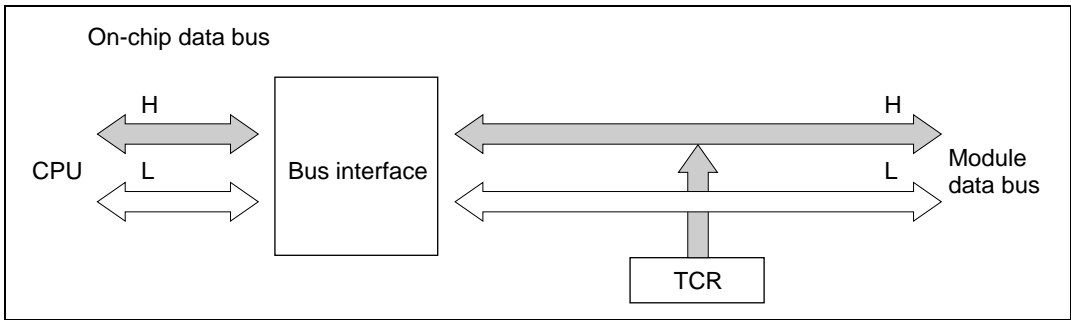 On-chip data bus
H
H
CPU
L
Bus interface
L
Module
data bus
TCR